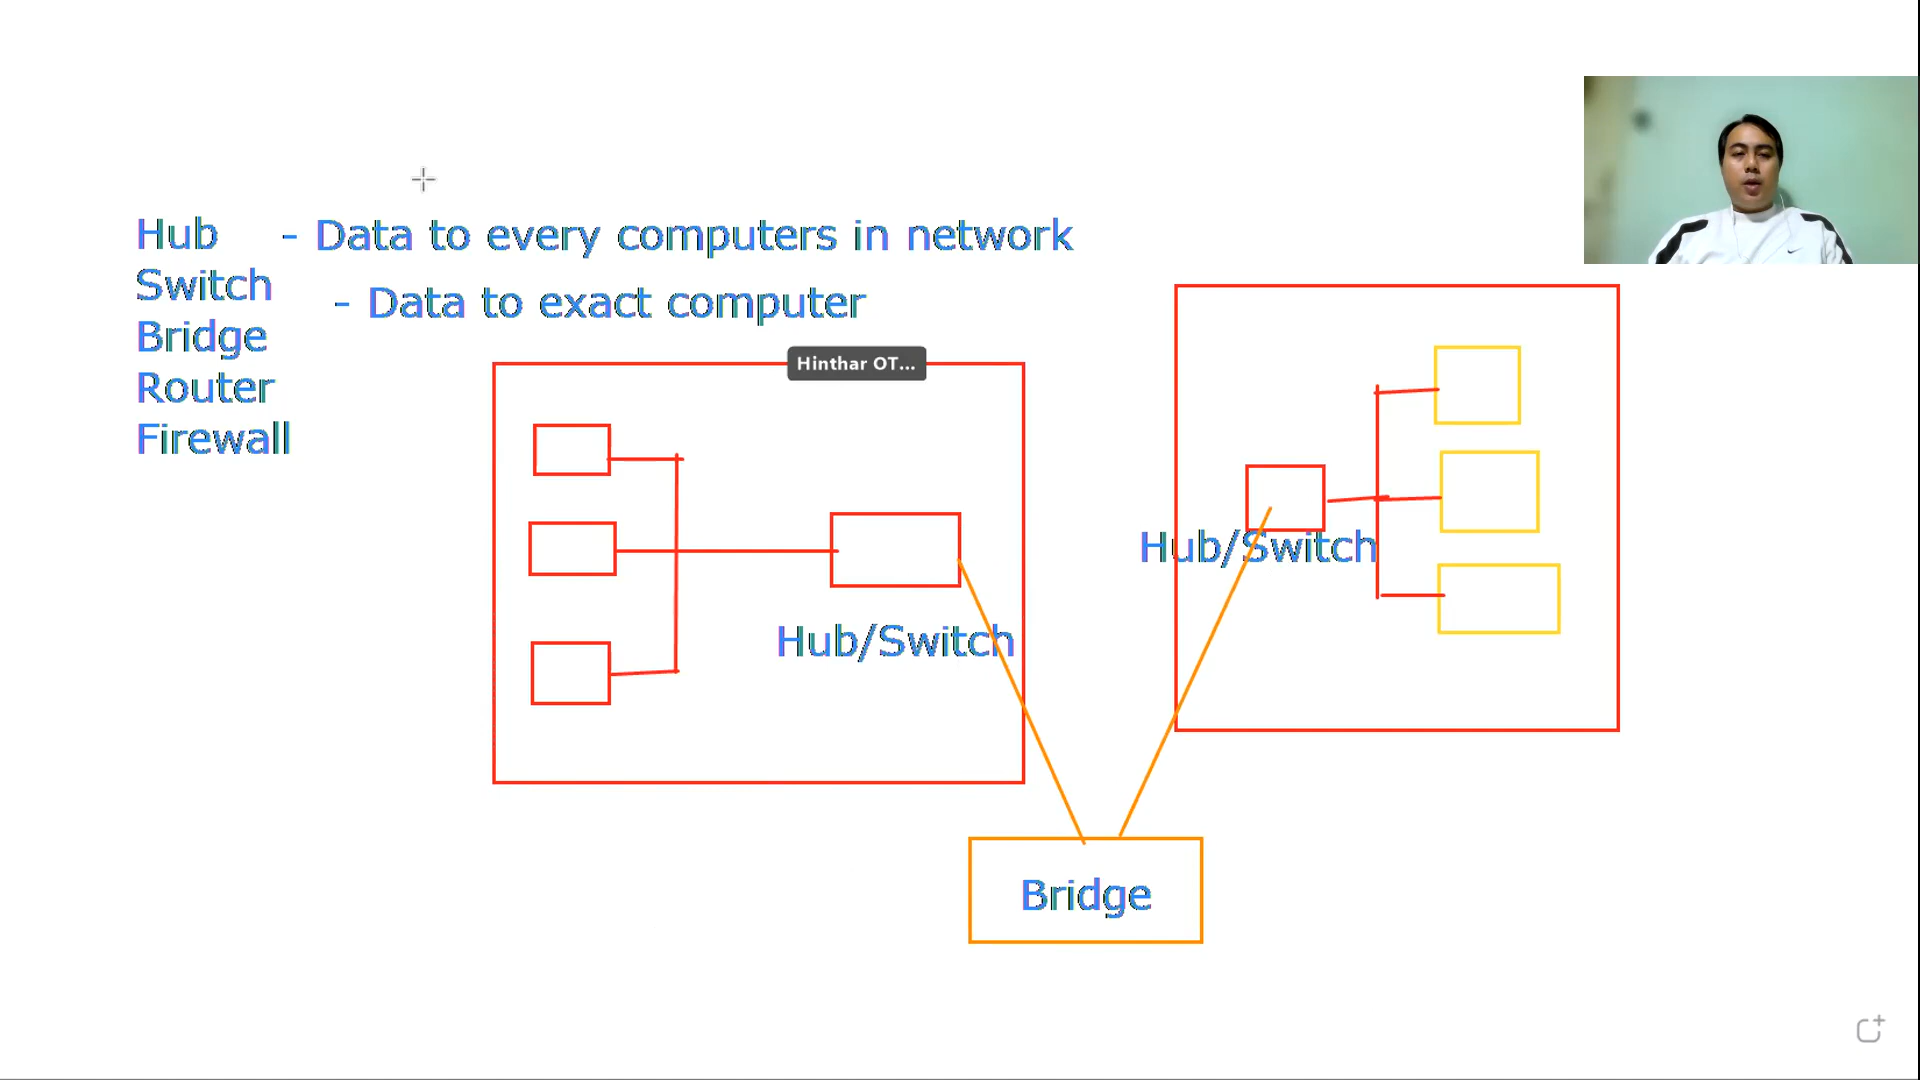 Hub - Data to every computers in network
Switch - Data to exact computer
Bridge
Router
Firewall
Hinthar OT...
Hub/Switch
Hub/Switch
Bridge